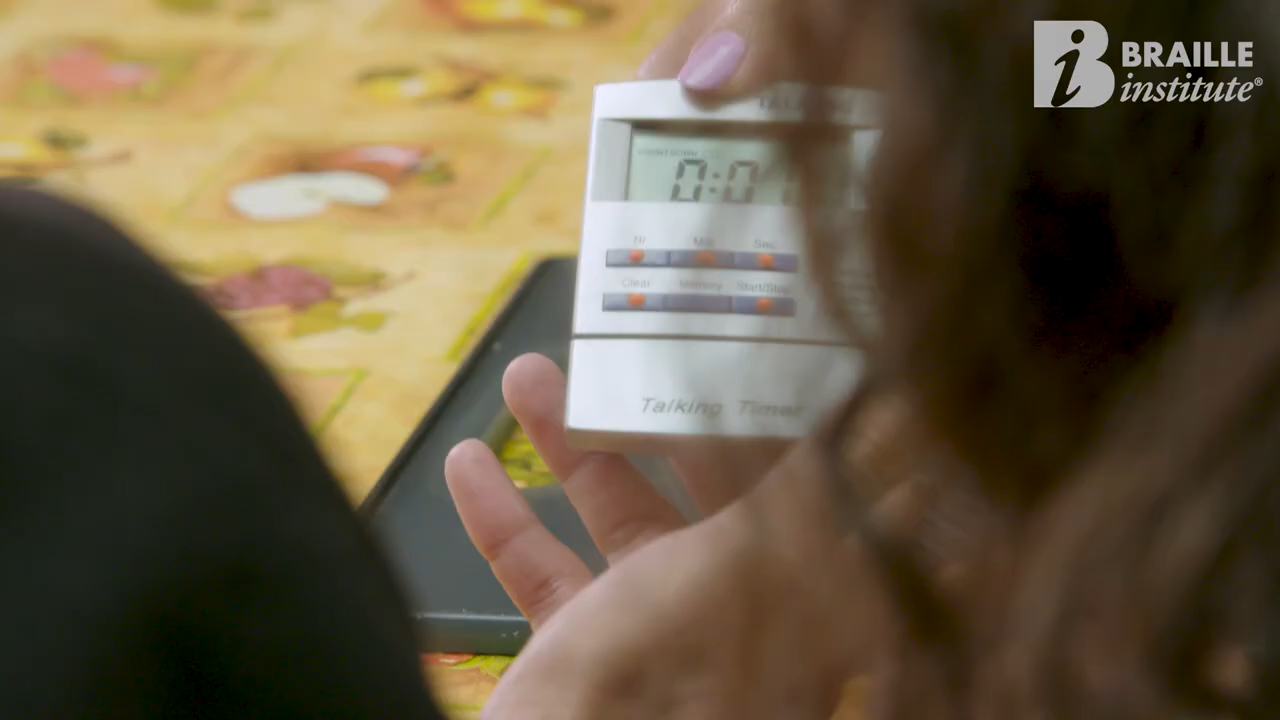 BRAILLE
institute®
0:0
Hr Min Sec
Clear Memory Start/Stop
Talking Timer